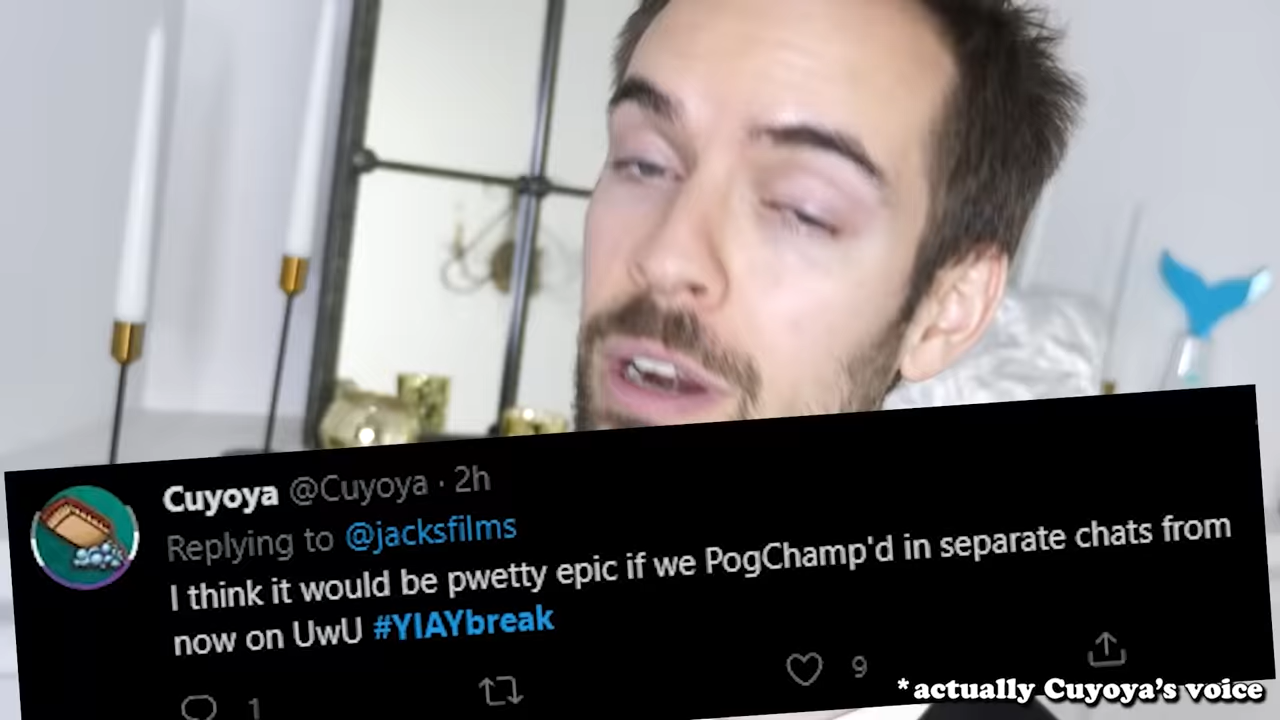 Cuyoya @Cuyoya · 2h
Replying to @jacksfilms
I think it would be pwetty epic if we PogChamp'd in separate chats from
now on UwU #YIAYbreak
1 9
*actually Cuyoya's voice